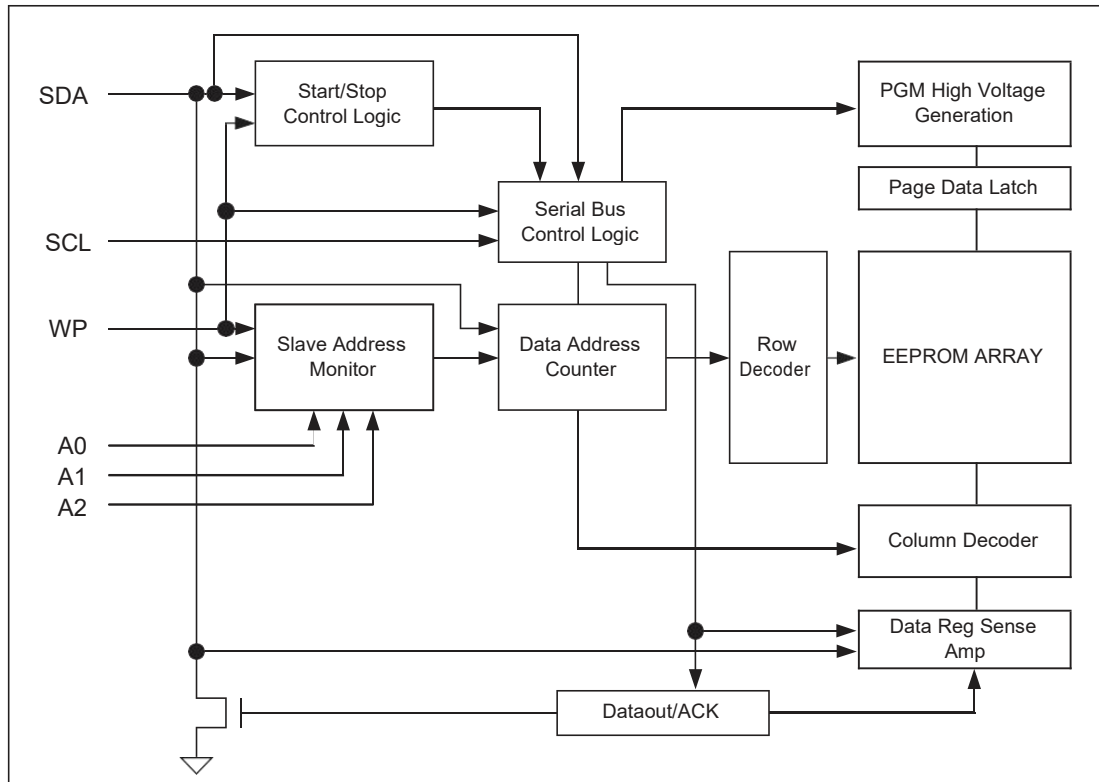 SDA
Start/Stop
Control Logic
PGM High Voltage
Generation
Page Data Latch
SCL
Serial Bus
Control Logic
WP
Slave Address
Monitor
Data Address
Counter
Row
Decoder
EEPROM ARRAY
A0
A1
A2
Column Decoder
Data Reg Sense
Amp
Dataout/ACK